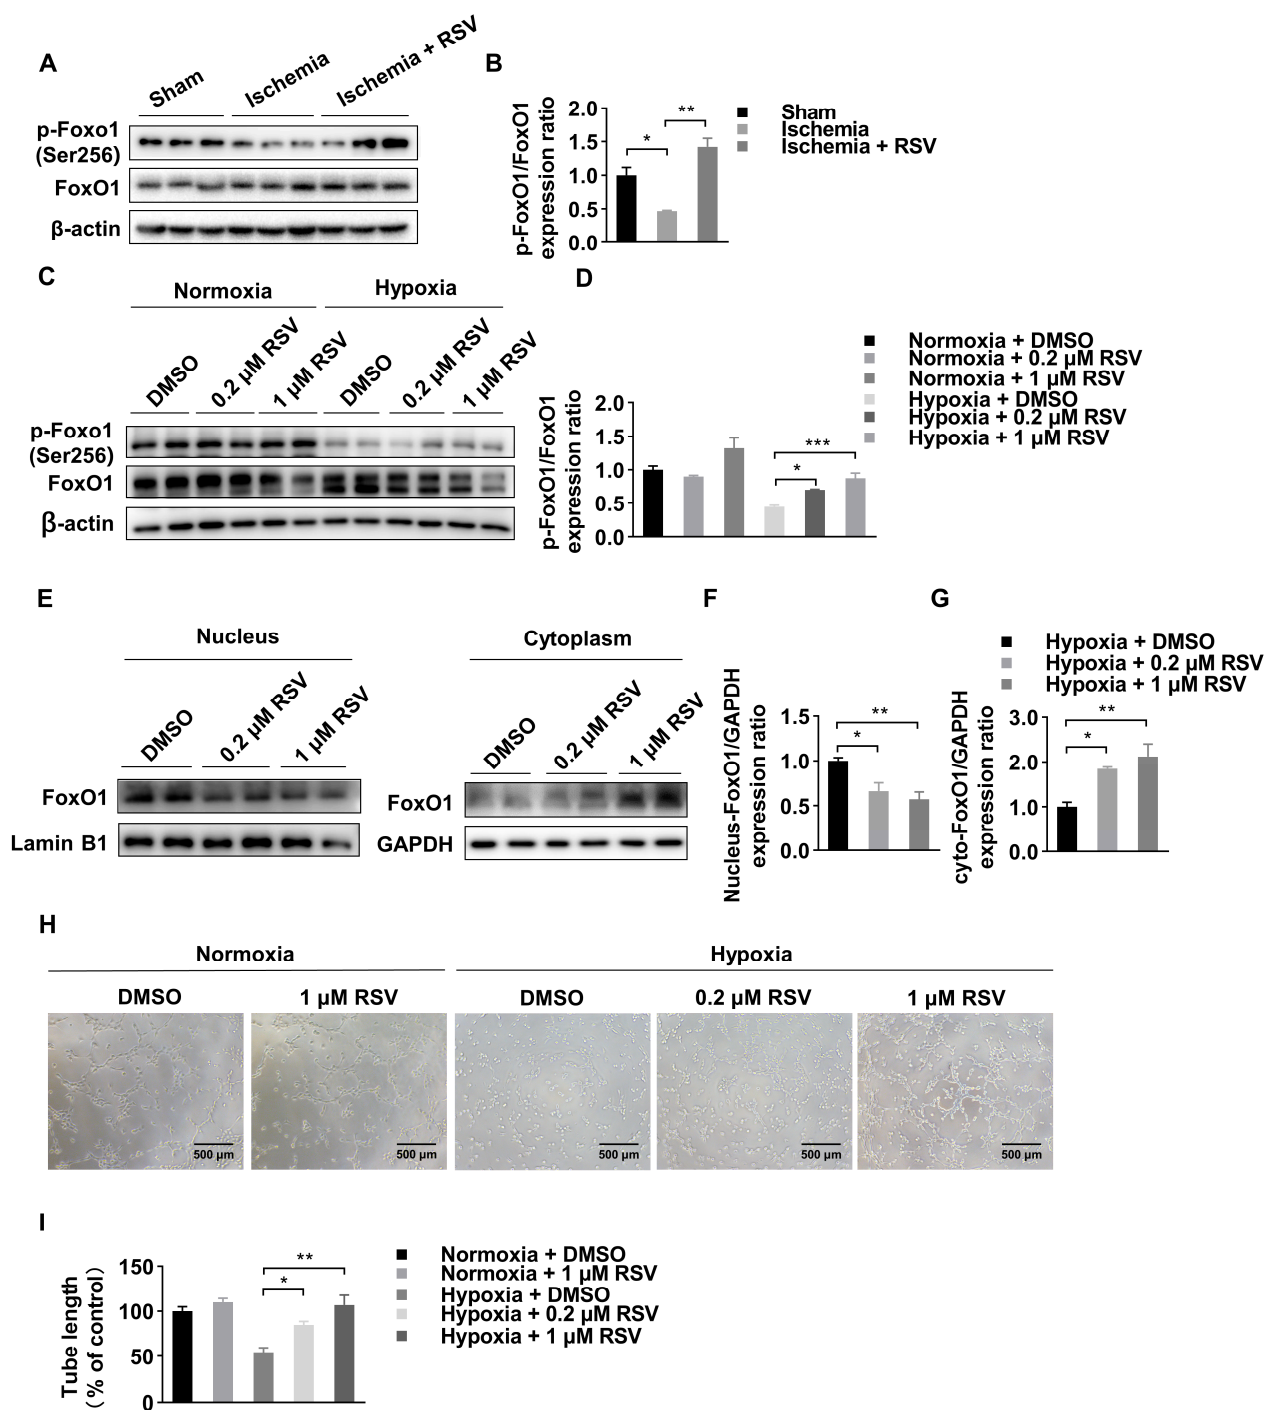 A
Sham
Ischemia
Ischemia + RSV
p-Foxo1
(Ser256)
FoxO1
β-actin
B
p-FoxO1/FoxO1
expression ratio
2.0
1.5
1.0
0.5
0.0
*
**
Sham
Ischemia
Ischemia + RSV
C
Normoxia
Hypoxia
DMSO
0.2 µM RSV
1 µM RSV
DMSO
0.2 µM RSV
1 µM RSV
p-Foxo1
(Ser256)
FoxO1
β-actin
D
p-FoxO1/FoxO1
expression ratio
2.0
1.5
1.0
0.5
0.0
***
*
Normoxia + DMSO
Normoxia + 0.2 µM RSV
Normoxia + 1 µM RSV
Hypoxia + DMSO
Hypoxia + 0.2 µM RSV
Hypoxia + 1 µM RSV
E
Nucleus
DMSO
0.2 µM RSV
1 µM RSV
FoxO1
Lamin B1
Cytoplasm
DMSO
0.2 µM RSV
1 µM RSV
FoxO1
GAPDH
F
Nucleus-FoxO1/GAPDH
expression ratio
1.5
1.0
0.5
0.0
**
*
G
Hypoxia + DMSO
Hypoxia + 0.2 µM RSV
Hypoxia + 1 µM RSV
cyto-FoxO1/GAPDH
expression ratio
3.0
2.0
1.0
0.0
**
*
H
Normoxia
Hypoxia
DMSO
1 µM RSV
DMSO
0.2 µM RSV
1 µM RSV
500 µm
500 µm
500 µm
500 µm
500 µm
I
Tube length
(% of control)
150
100
50
0
**
*
Normoxia + DMSO
Normoxia + 1 µM RSV
Hypoxia + DMSO
Hypoxia + 0.2 µM RSV
Hypoxia + 1 µM RSV